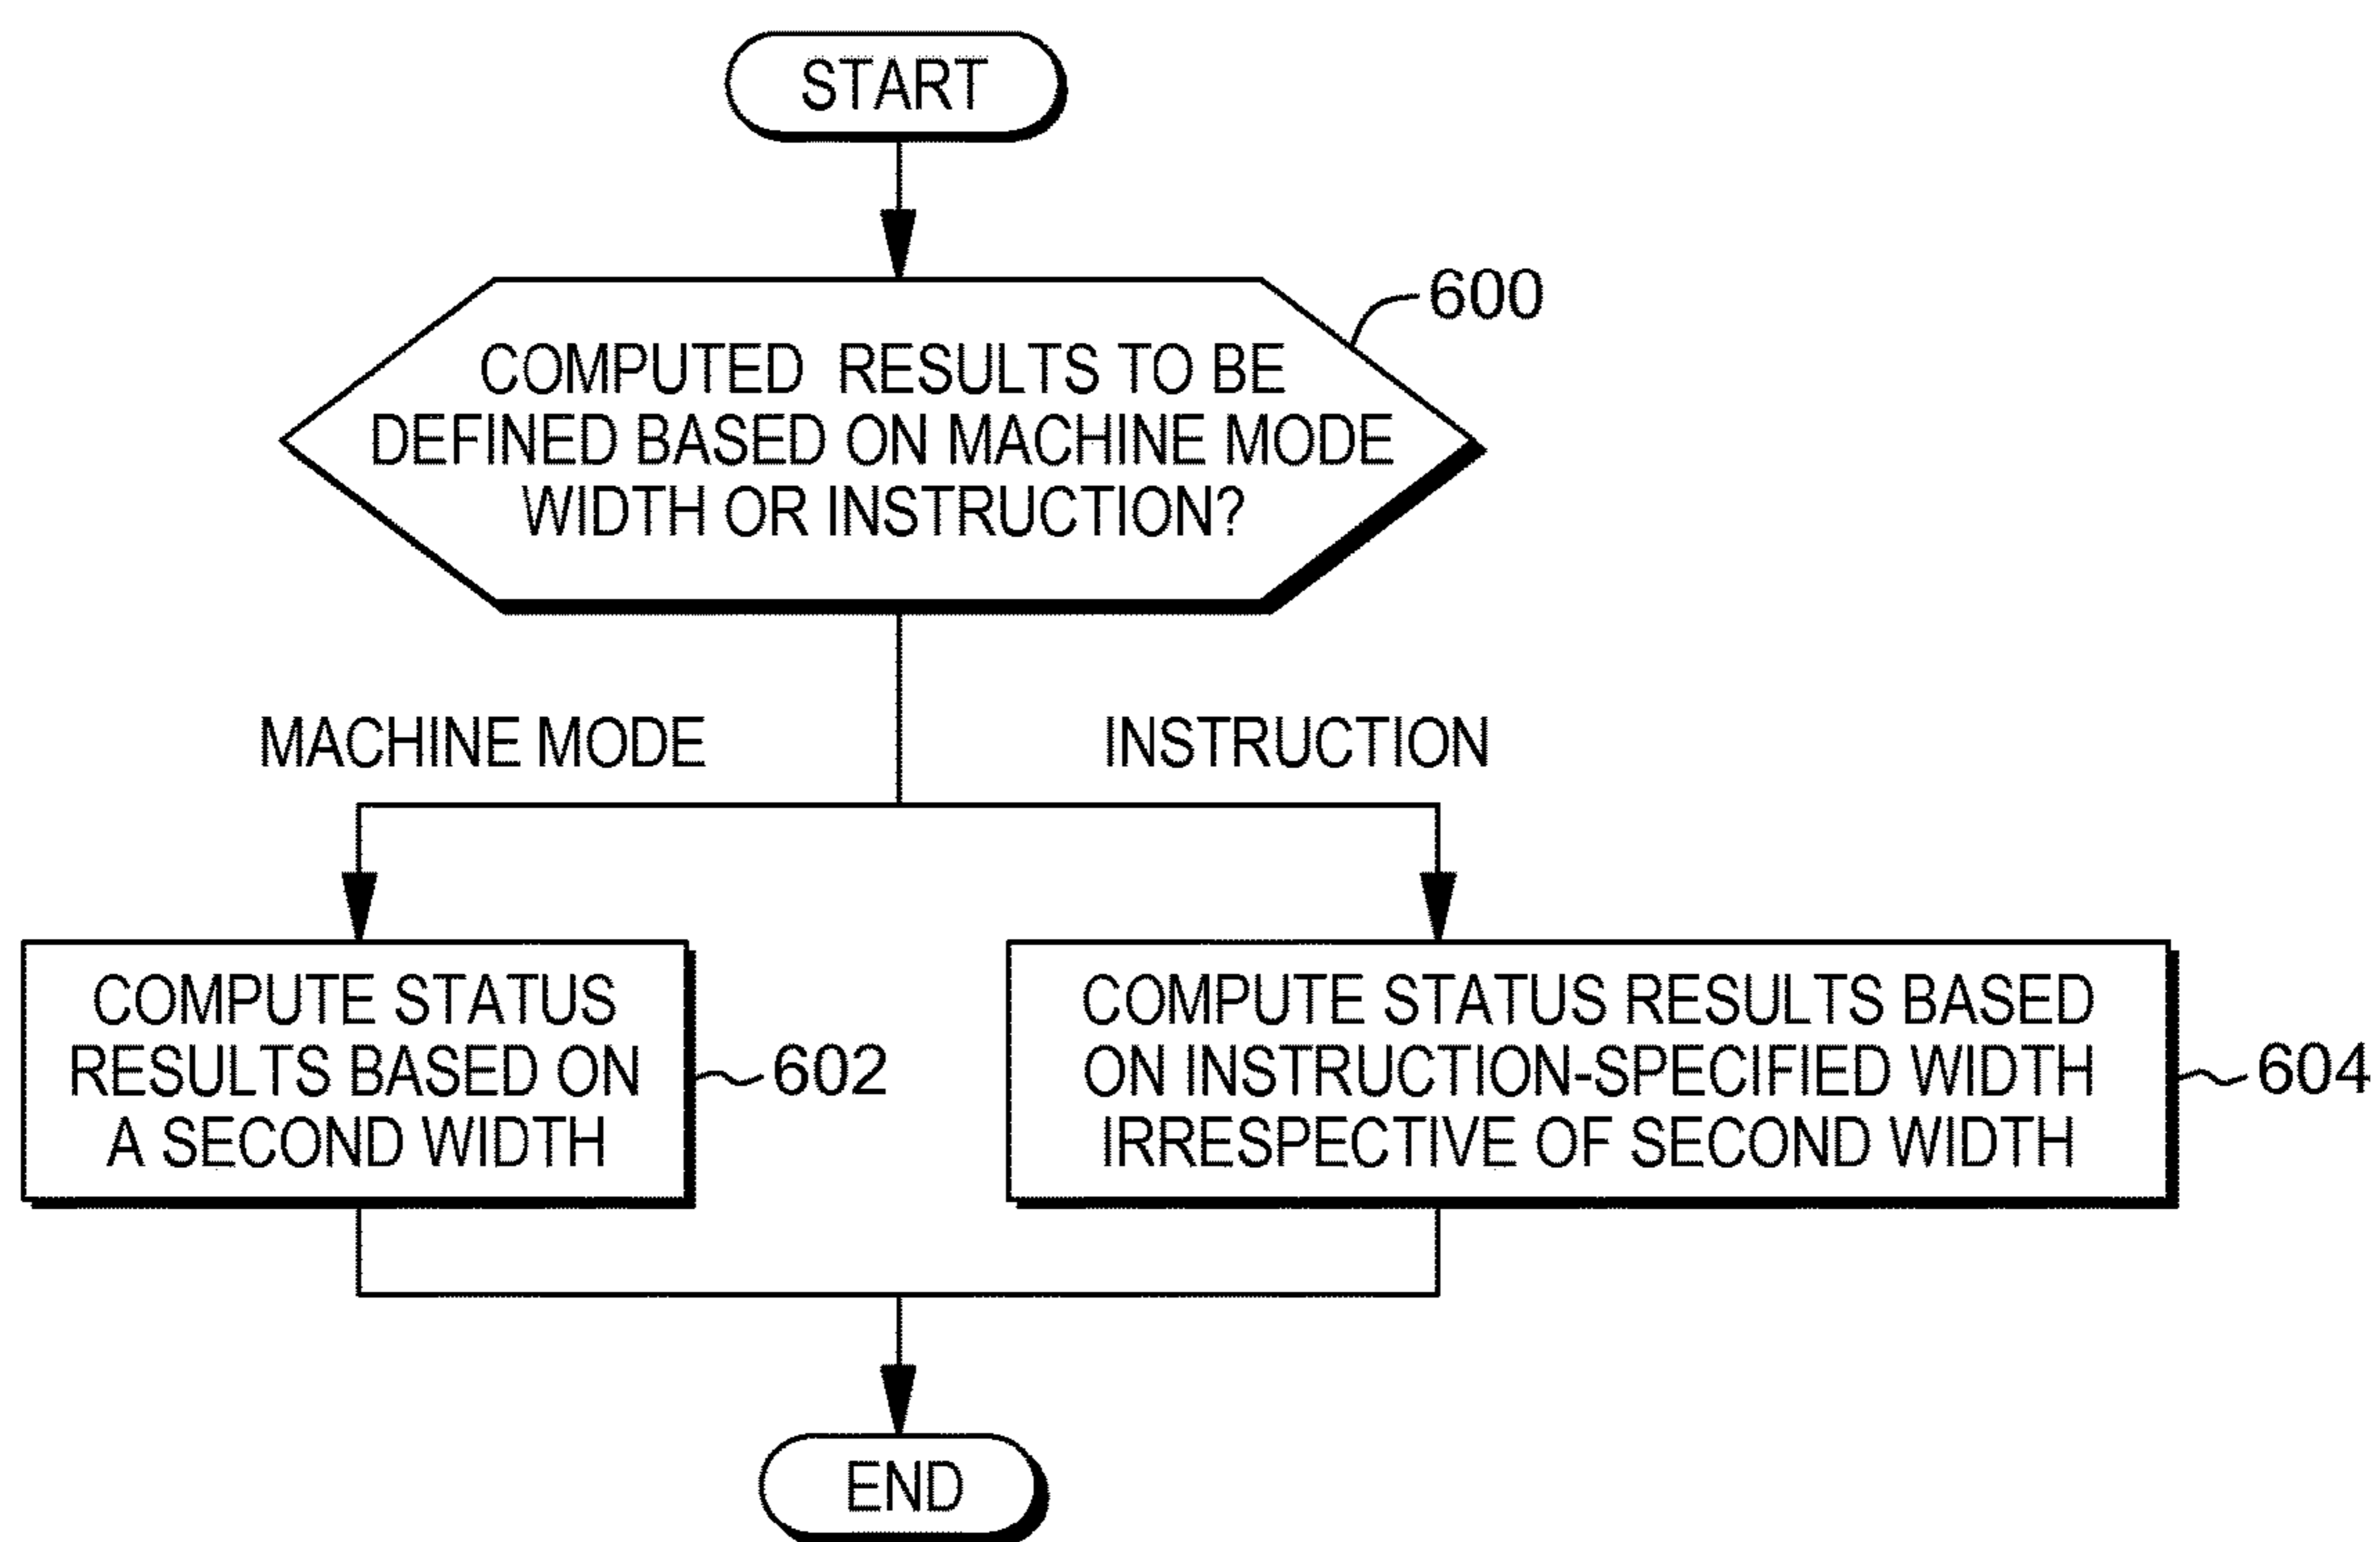 START
600
COMPUTED RESULTS TO BE
DEFINED BASED ON MACHINE MODE
WIDTH OR INSTRUCTION?
MACHINE MODE
INSTRUCTION
COMPUTE STATUS
RESULTS BASED ON
A SECOND WIDTH
602
COMPUTE STATUS RESULTS BASED
ON INSTRUCTION-SPECIFIED WIDTH
IRRESPECTIVE OF SECOND WIDTH
604
END